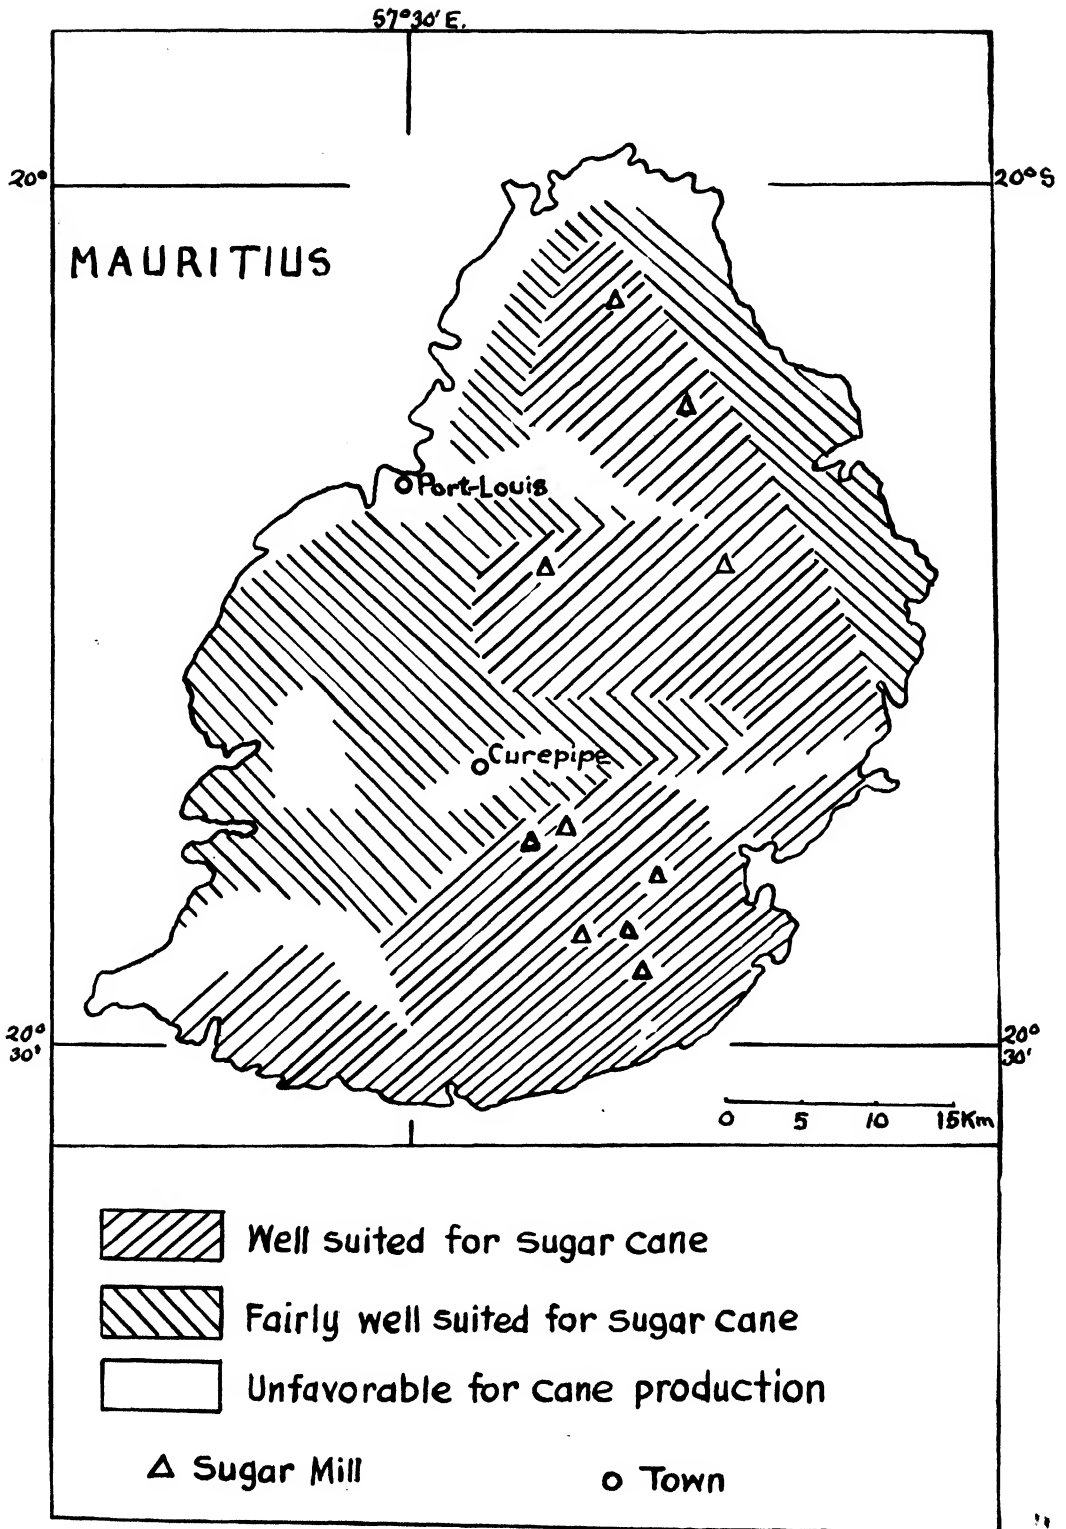 57°30' E.
20°
20° S
MAURITIUS
Port-Louis
Curepipe
20°
30'
20°
30'
0 5 10 15Km
Well suited for sugar cane
Fairly well suited for sugar cane
Unfavorable for cane production
Sugar Mill
Town